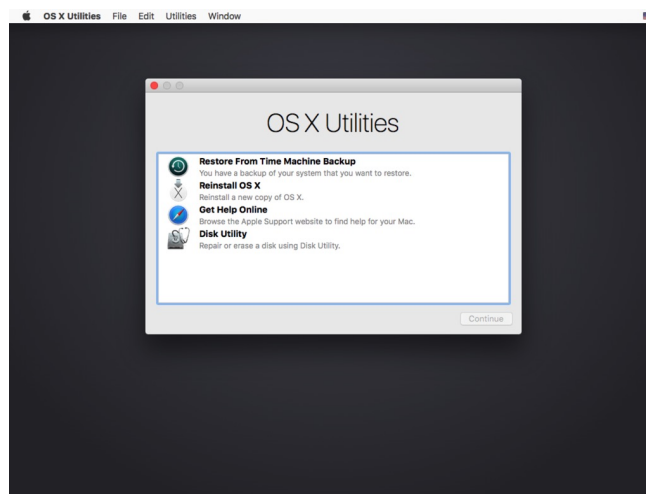 OS X Utilities File Edit Utilities Window
OS X Utilities
Restore From Time Machine Backup
You have a backup of your system that you want to restore.
Reinstall OS X
Reinstall a new copy of OS X.
Get Help Online
Browse the Apple Support website to find help for your Mac.
Disk Utility
Repair or erase a disk using Disk Utility.
Continue